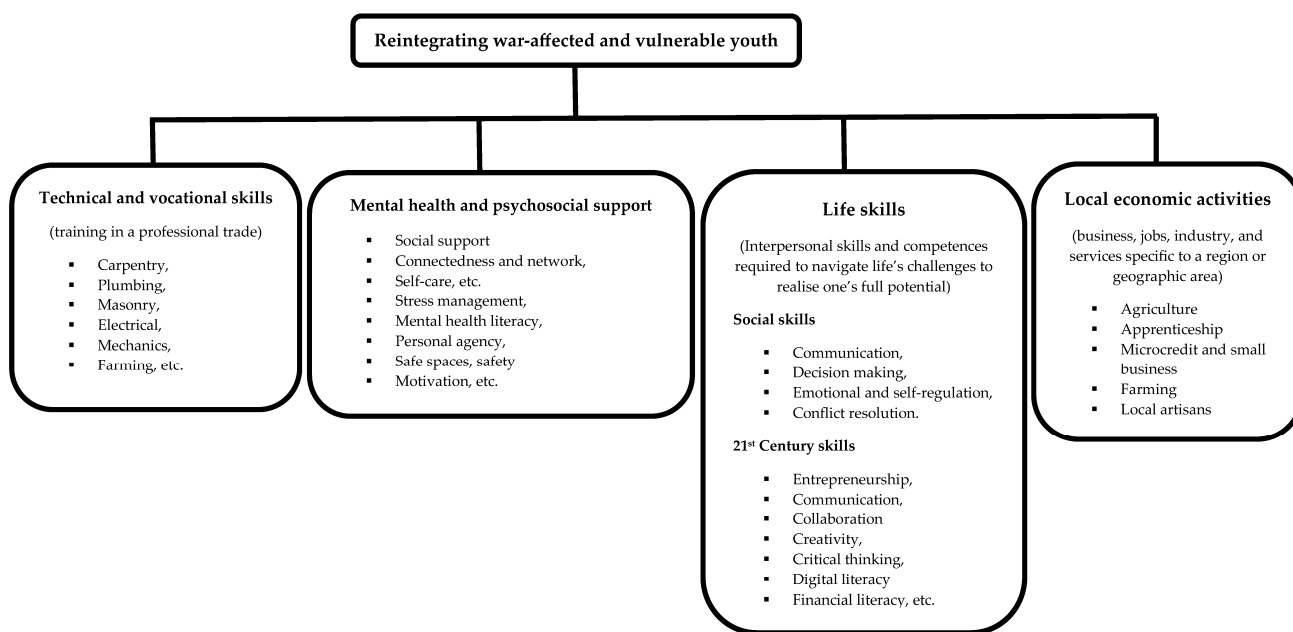 Reintegrating war-affected and vulnerable youth
Technical and vocational skills
(training in a professional trade)
▪ Carpentry,
▪ Plumbing,
▪ Masonry,
▪ Electrical,
▪ Mechanics,
▪ Farming, etc.
Mental health and psychosocial support
▪ Social support
▪ Connectedness and network,
▪ Self-care, etc.
▪ Stress management,
▪ Mental health literacy,
▪ Personal agency,
▪ Safe spaces, safety
▪ Motivation, etc.
Life skills
(Interpersonal skills and competences
required to navigate life’s challenges to
realise one’s full potential)
Social skills
▪ Communication,
▪ Decision making,
▪ Emotional and self-regulation,
▪ Conflict resolution.
21st Century skills
▪ Entrepreneurship,
▪ Communication,
▪ Collaboration
▪ Creativity,
▪ Critical thinking,
▪ Digital literacy
▪ Financial literacy, etc.
Local economic activities
(business, jobs, industry, and
services specific to a region or
geographic area)
▪ Agriculture
▪ Apprenticeship
▪ Microcredit and small
business
▪ Farming
▪ Local artisans